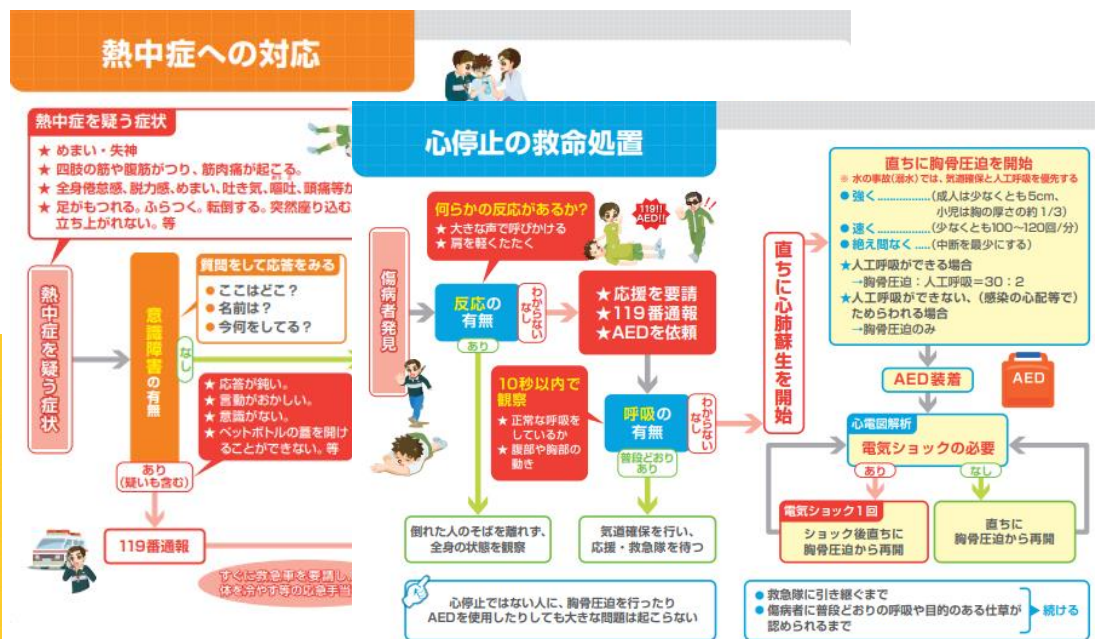 熱中症への対応
熱中症を疑う症状
★ めまい・失神
★ 四肢の筋や腹筋がつり、筋肉痛が起こる。
★ 全身倦怠感、脱力感、めまい、吐き気、嘔吐、頭痛等が
★ 足がもつれる。ふらつく。転倒する。突然座り込む
立ち上がれない。等
熱中症を疑う症状
意識障害の有無
質問をして応答をみる
● ここはどこ?
● 名前は?
● 今何をしてる?
なし
★ 応答が鈍い。
★ 言動がおかしい。
★ 意識がない。
★ ペットボトルの蓋を開け
ることができない。等
あり
(疑いも含む)
119番通報
すぐに救急車を要請し、
体を冷やす等の応急手当
心停止の救命処置
何らかの反応があるか?
★ 大きな声で呼びかける
★ 肩を軽くたたく
119!!
AED!!
傷病者発見
反応の
有無
わからない
なし
あり
★応援を要請
★119番通報
★AEDを依頼
10秒以内で
観察
★ 正常な呼吸を
しているか
★ 腹部や胸部の
動き
呼吸の
有無
わからない
なし
普段どおり
あり
倒れた人のそばを離れず、
全身の状態を観察
気道確保を行い、
応援・救急隊を待つ
心停止ではない人に、胸骨圧迫を行ったり
AEDを使用したりしても大きな問題は起こらない
直ちに心肺蘇生を開始
直ちに胸骨圧迫を開始
※ 水の事故(溺水)では、気道確保と人工呼吸を優先する
● 強く..............(成人は少なくとも5cm、
小児は胸の厚さの約1/3)
● 速く..............(少なくとも100~120回/分)
● 絶え間なく.....(中断を最少にする)
★人工呼吸ができる場合
→胸骨圧迫:人工呼吸=30:2
★人工呼吸ができない、(感染の心配等で)
ためらわれる場合
→胸骨圧迫のみ
AED装着
AED
心電図解析
電気ショックの必要
あり
なし
電気ショック1回
ショック後直ちに
胸骨圧迫から再開
直ちに
胸骨圧迫から再開
● 救急隊に引き継ぐまで
● 傷病者に普段どおりの呼吸や目的のある仕草が
認められるまで
続ける